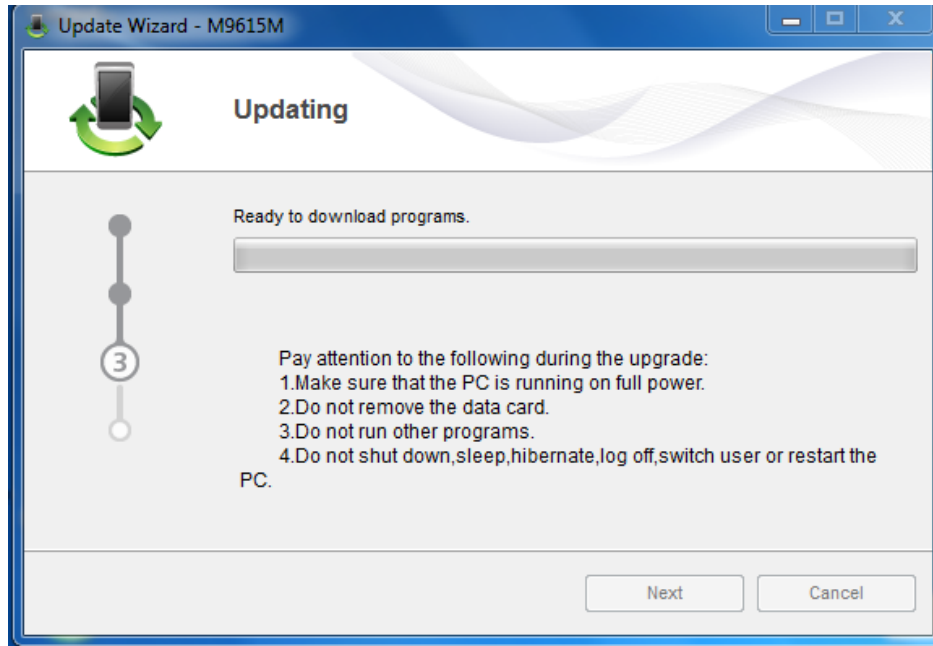 Update Wizard - M9615M
Updating
Ready to download programs.
3
Pay attention to the following during the upgrade:
1.Make sure that the PC is running on full power.
2.Do not remove the data card.
3.Do not run other programs.
4.Do not shut down,sleep,hibernate,log off,switch user or restart the
PC.
Next
Cancel